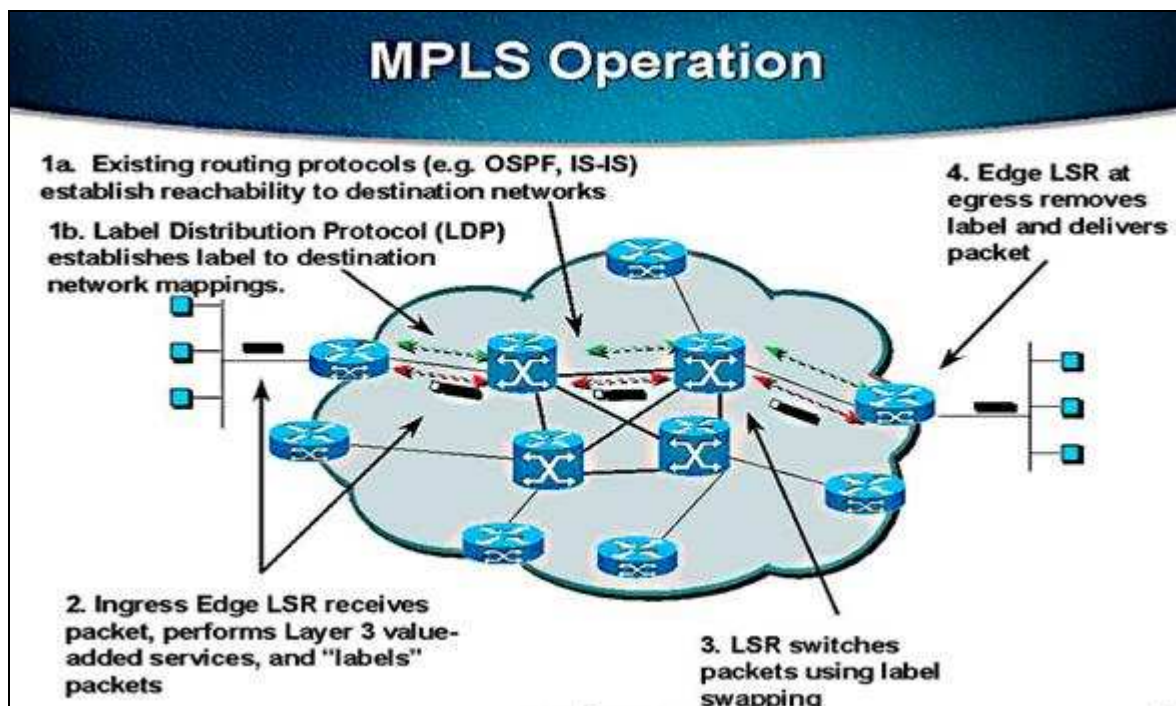 MPLS Operation
1a. Existing routing protocols (e.g. OSPF, IS-IS)
establish reachability to destination networks
1b. Label Distribution Protocol (LDP)
establishes label to destination
network mappings.
4. Edge LSR at
egress removes
label and delivers
packet
2. Ingress Edge LSR receives
packet, performs Layer 3 value-
added services, and “labels”
packets
3. LSR switches
packets using label
swapping